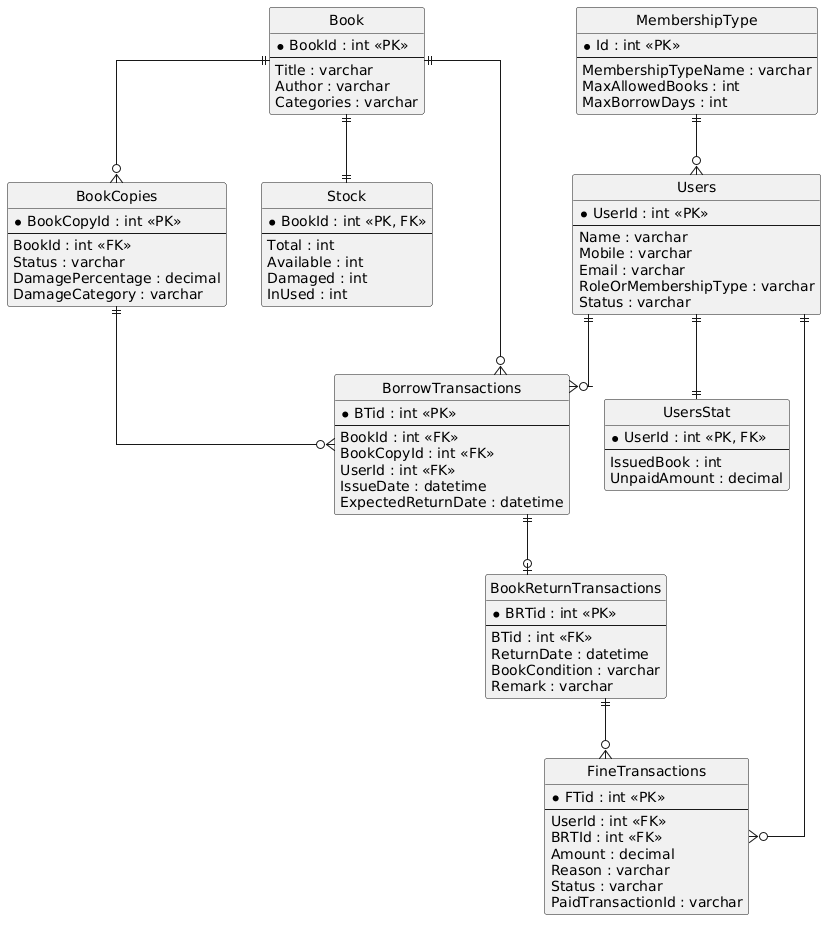 Book
BookId : int «PK»
Title : varchar
Author : varchar
Categories : varchar
MembershipType
Id : int «PK»
MembershipTypeName : varchar
MaxAllowedBooks : int
MaxBorrowDays : int
BookCopies
BookCopyId : int «PK»
BookId : int «FK»
Status : varchar
DamagePercentage : decimal
DamageCategory : varchar
Stock
BookId : int «PK, FK»
Total : int
Available : int
Damaged : int
InUsed : int
Users
UserId : int «PK»
Name : varchar
Mobile : varchar
Email : varchar
RoleOrMembershipType : varchar
Status : varchar
BorrowTransactions
BTid : int «PK»
BookId : int «FK»
BookCopyId : int «FK»
UserId : int «FK»
IssueDate : datetime
ExpectedReturnDate : datetime
UsersStat
UserId : int «PK, FK»
IssuedBook : int
UnpaidAmount : decimal
BookReturnTransactions
BRTid : int «PK»
BTid : int «FK»
ReturnDate : datetime
BookCondition : varchar
Remark : varchar
FineTransactions
FTid : int «PK»
UserId : int «FK»
BRTId : int «FK»
Amount : decimal
Reason : varchar
Status : varchar
PaidTransactionId : varchar